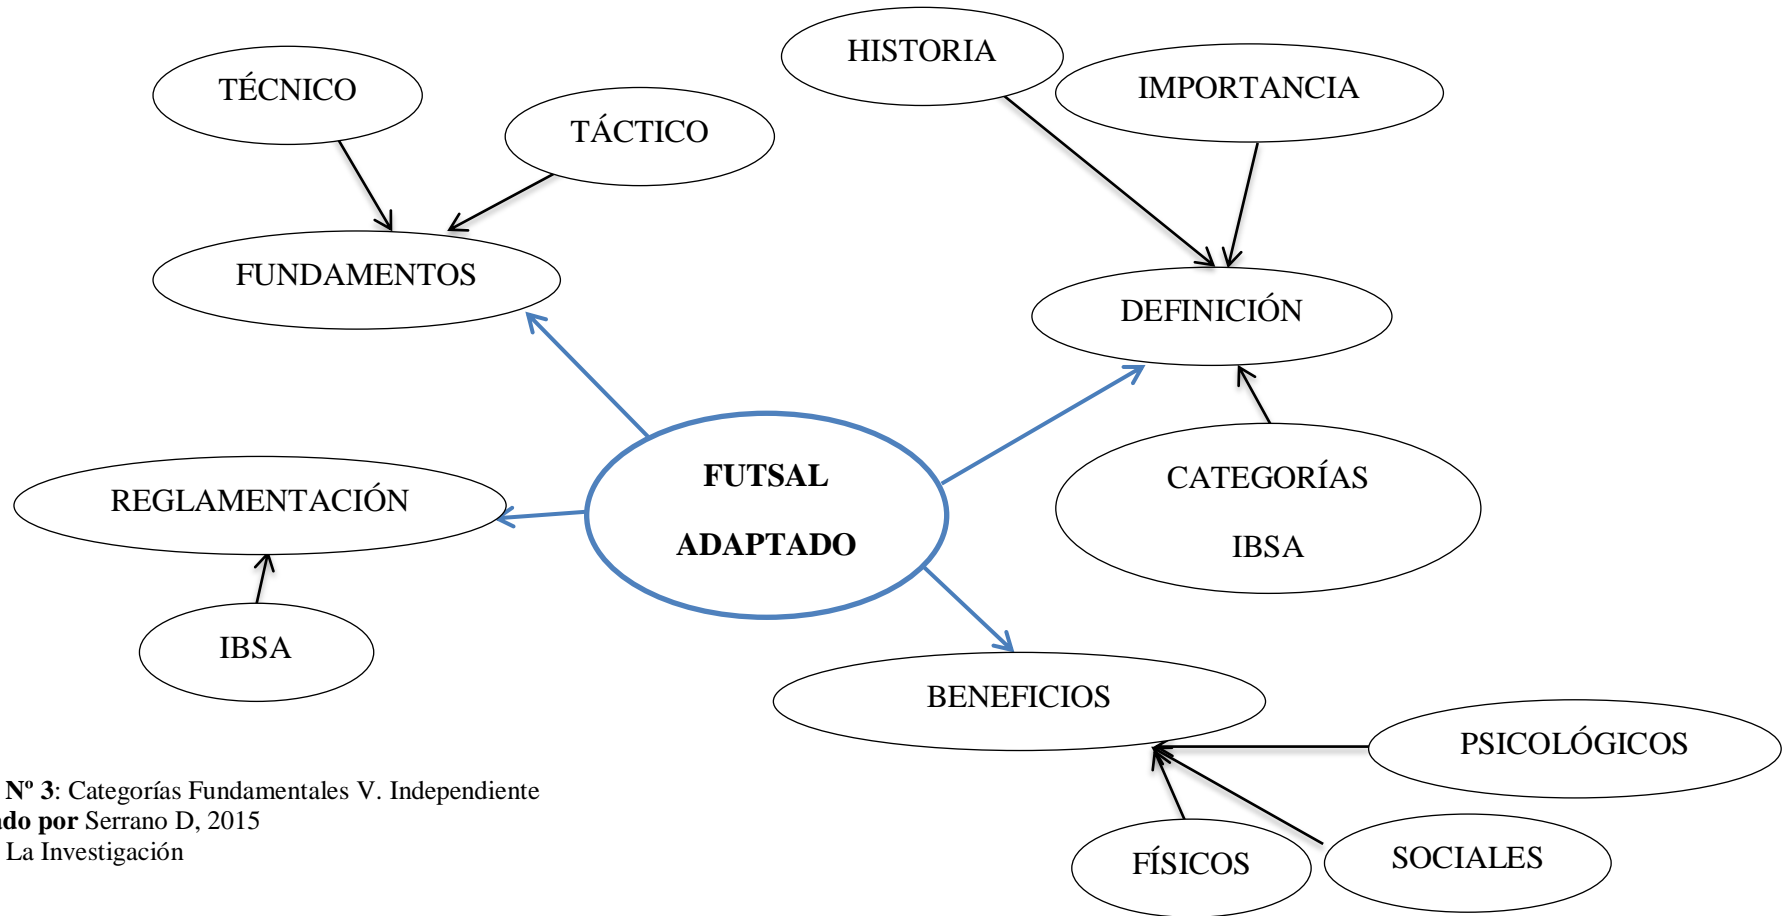 HISTORIA
TÉCNICO
IMPORTANCIA
TÁCTICO
FUNDAMENTOS
DEFINICIÓN
FUTSAL
ADAPTADO
CATEGORÍAS
IBSA
REGLAMENTACIÓN
IBSA
BENEFICIOS
PSICOLÓGICOS
FÍSICOS
SOCIALES
Nº 3: Categorías Fundamentales V. Independiente
ado por Serrano D, 2015
La Investigación